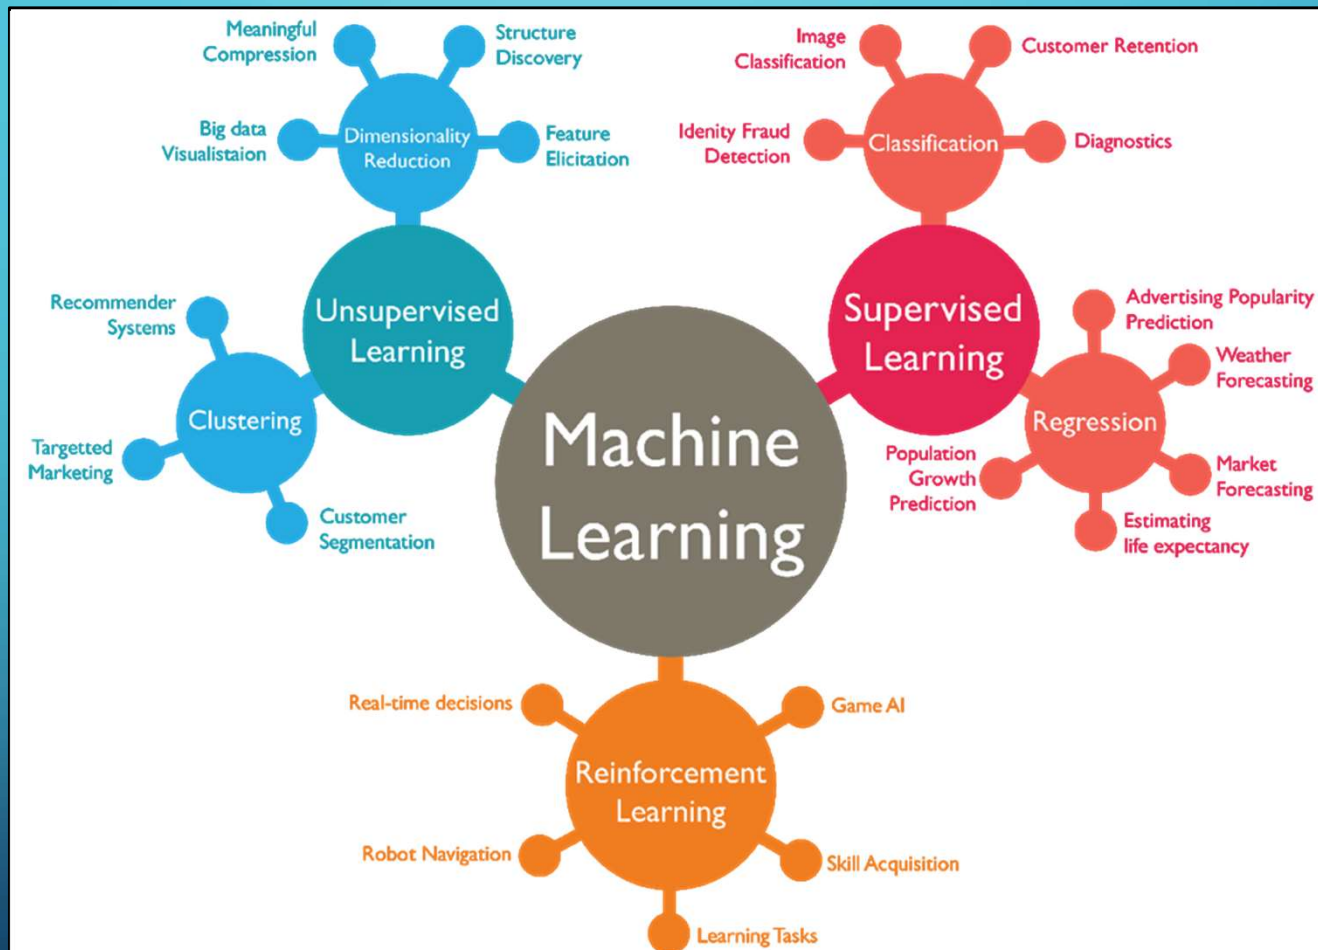 Meaningful
Compression
Structure
Discovery
Big data
Visualistaion
Dimensionality
Reduction
Feature
Elicitation
Image
Classification
Customer Retention
Idenity Fraud
Detection
Classification
Diagnostics
Unsupervised
Learning
Supervised
Learning
Recommender
Systems
Clustering
Targetted
Marketing
Customer
Segmentation
Machine
Learning
Advertising Popularity
Prediction
Weather
Forecasting
Regression
Population
Growth
Prediction
Market
Forecasting
Estimating
life expectancy
Real-time decisions
Game AI
Reinforcement
Learning
Robot Navigation
Skill Acquisition
Learning Tasks